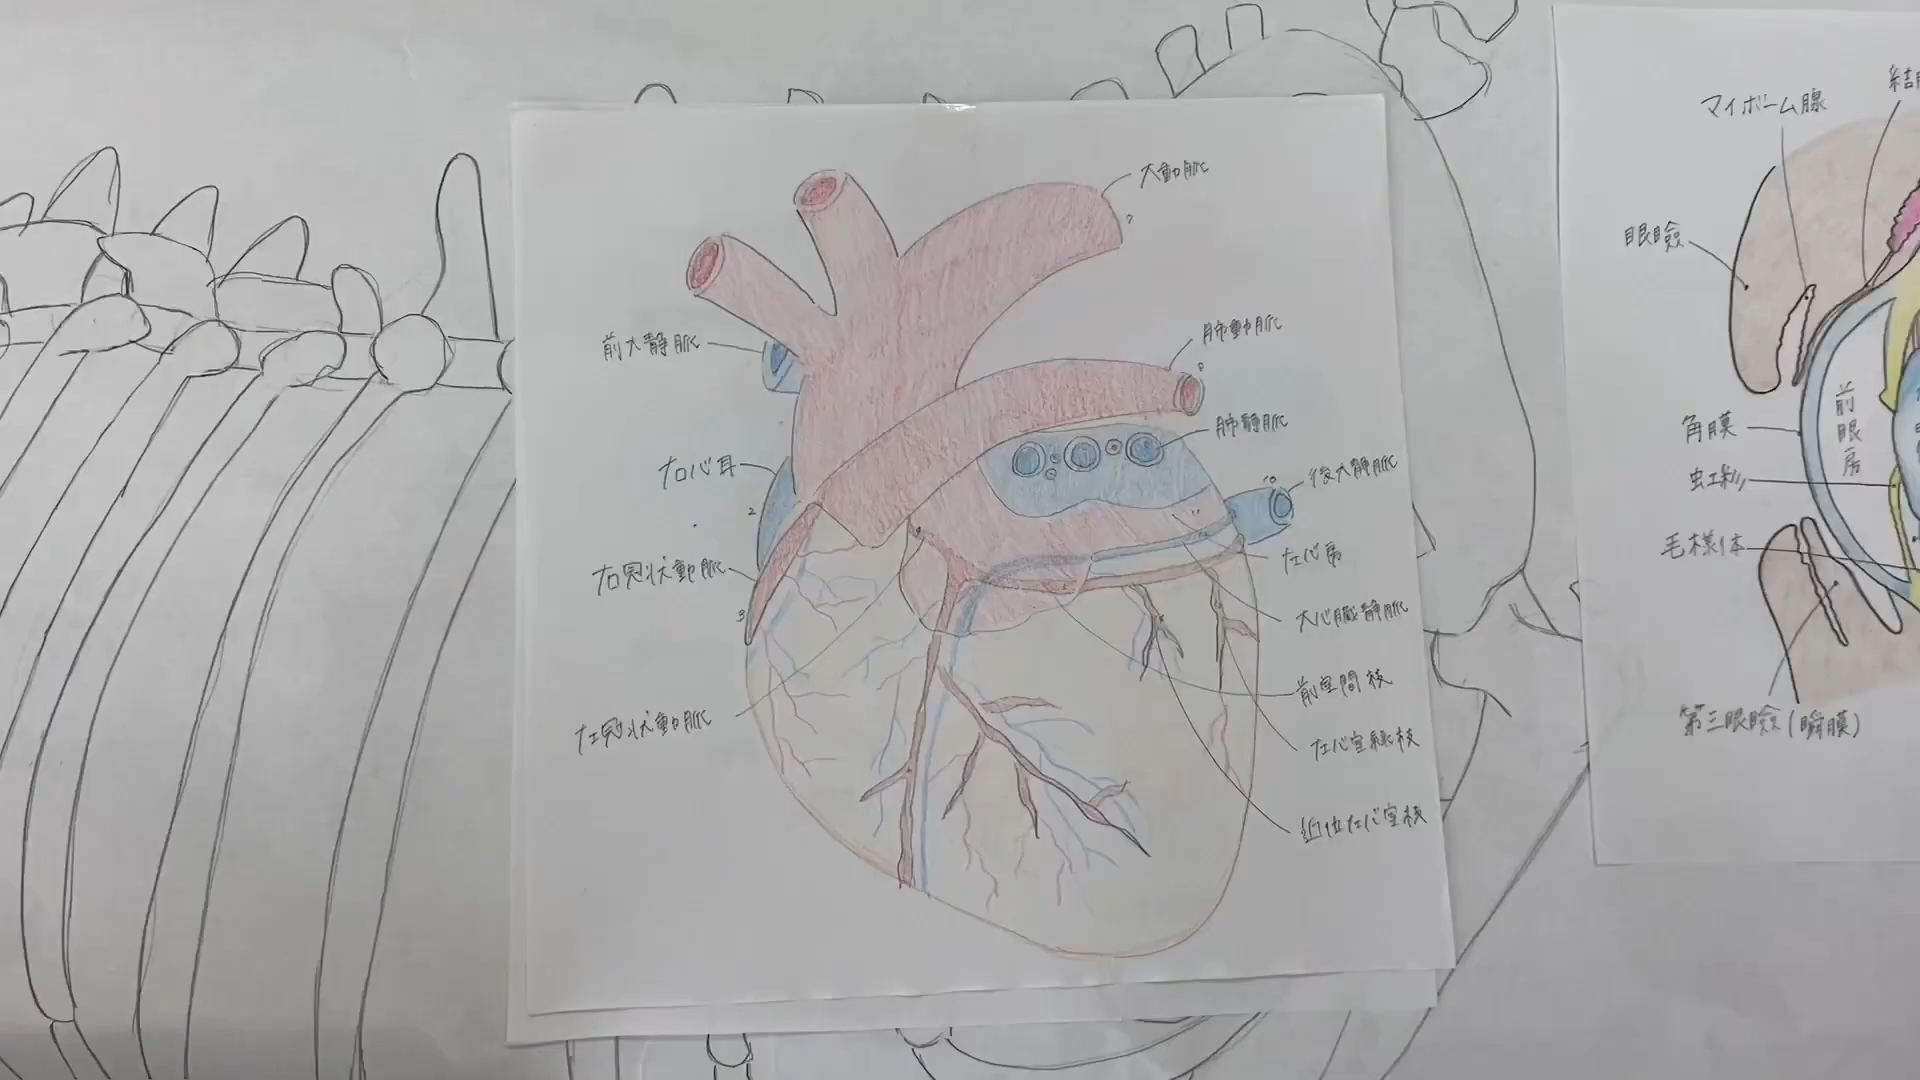 大動脈
肺動脈
前大静脈
肺静脈
右心耳
後大静脈
左心房
右冠状動脈
大心臓静脈
前室間枝
左冠状動脈
左心室縁枝
近位左心室枝
2
3
10
マイボーム腺
眼瞼
前眼房
角膜
虹彩
毛様体
第三眼瞼(瞬膜)